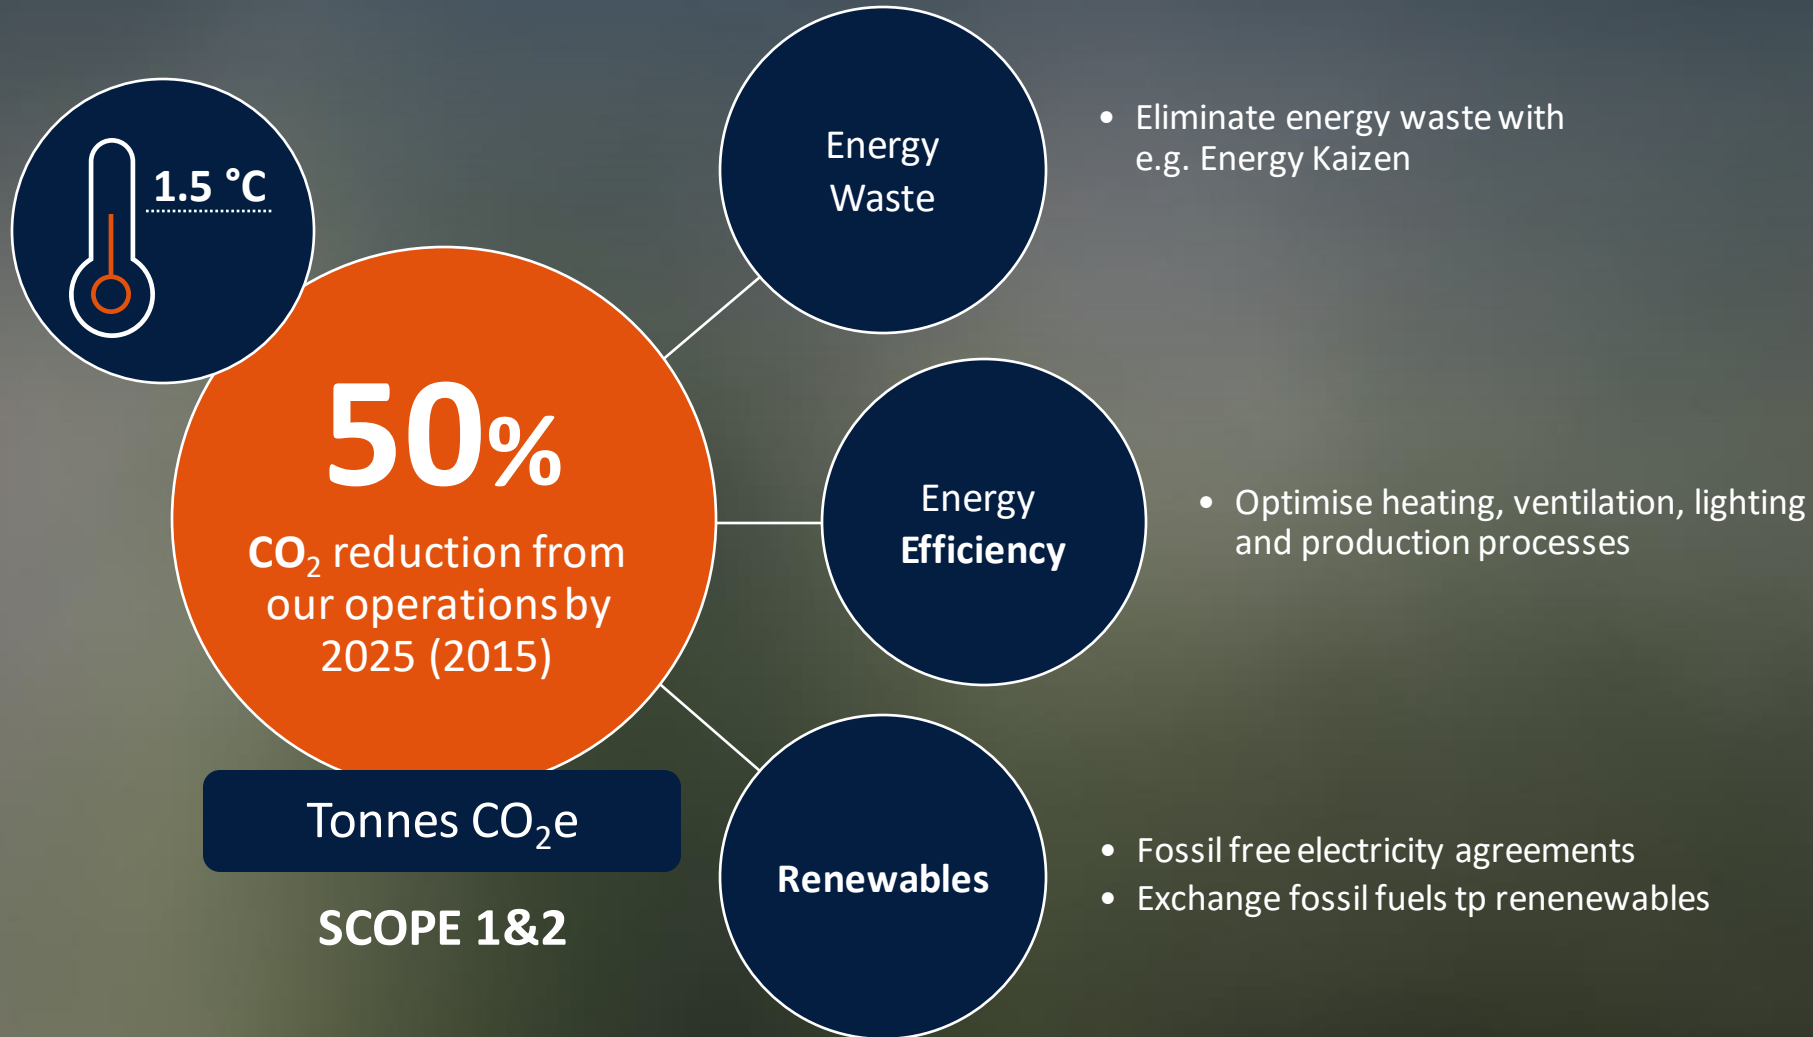 1.5 °C
50%
CO₂ reduction from
our operations by
2025 (2015)
Tonnes CO₂e
SCOPE 1&2
Energy
Waste
• Eliminate energy waste with
e.g. Energy Kaizen
Energy
Efficiency
• Optimise heating, ventilation, lighting
and production processes
Renewables
• Fossil free electricity agreements
• Exchange fossil fuels tp renenewables